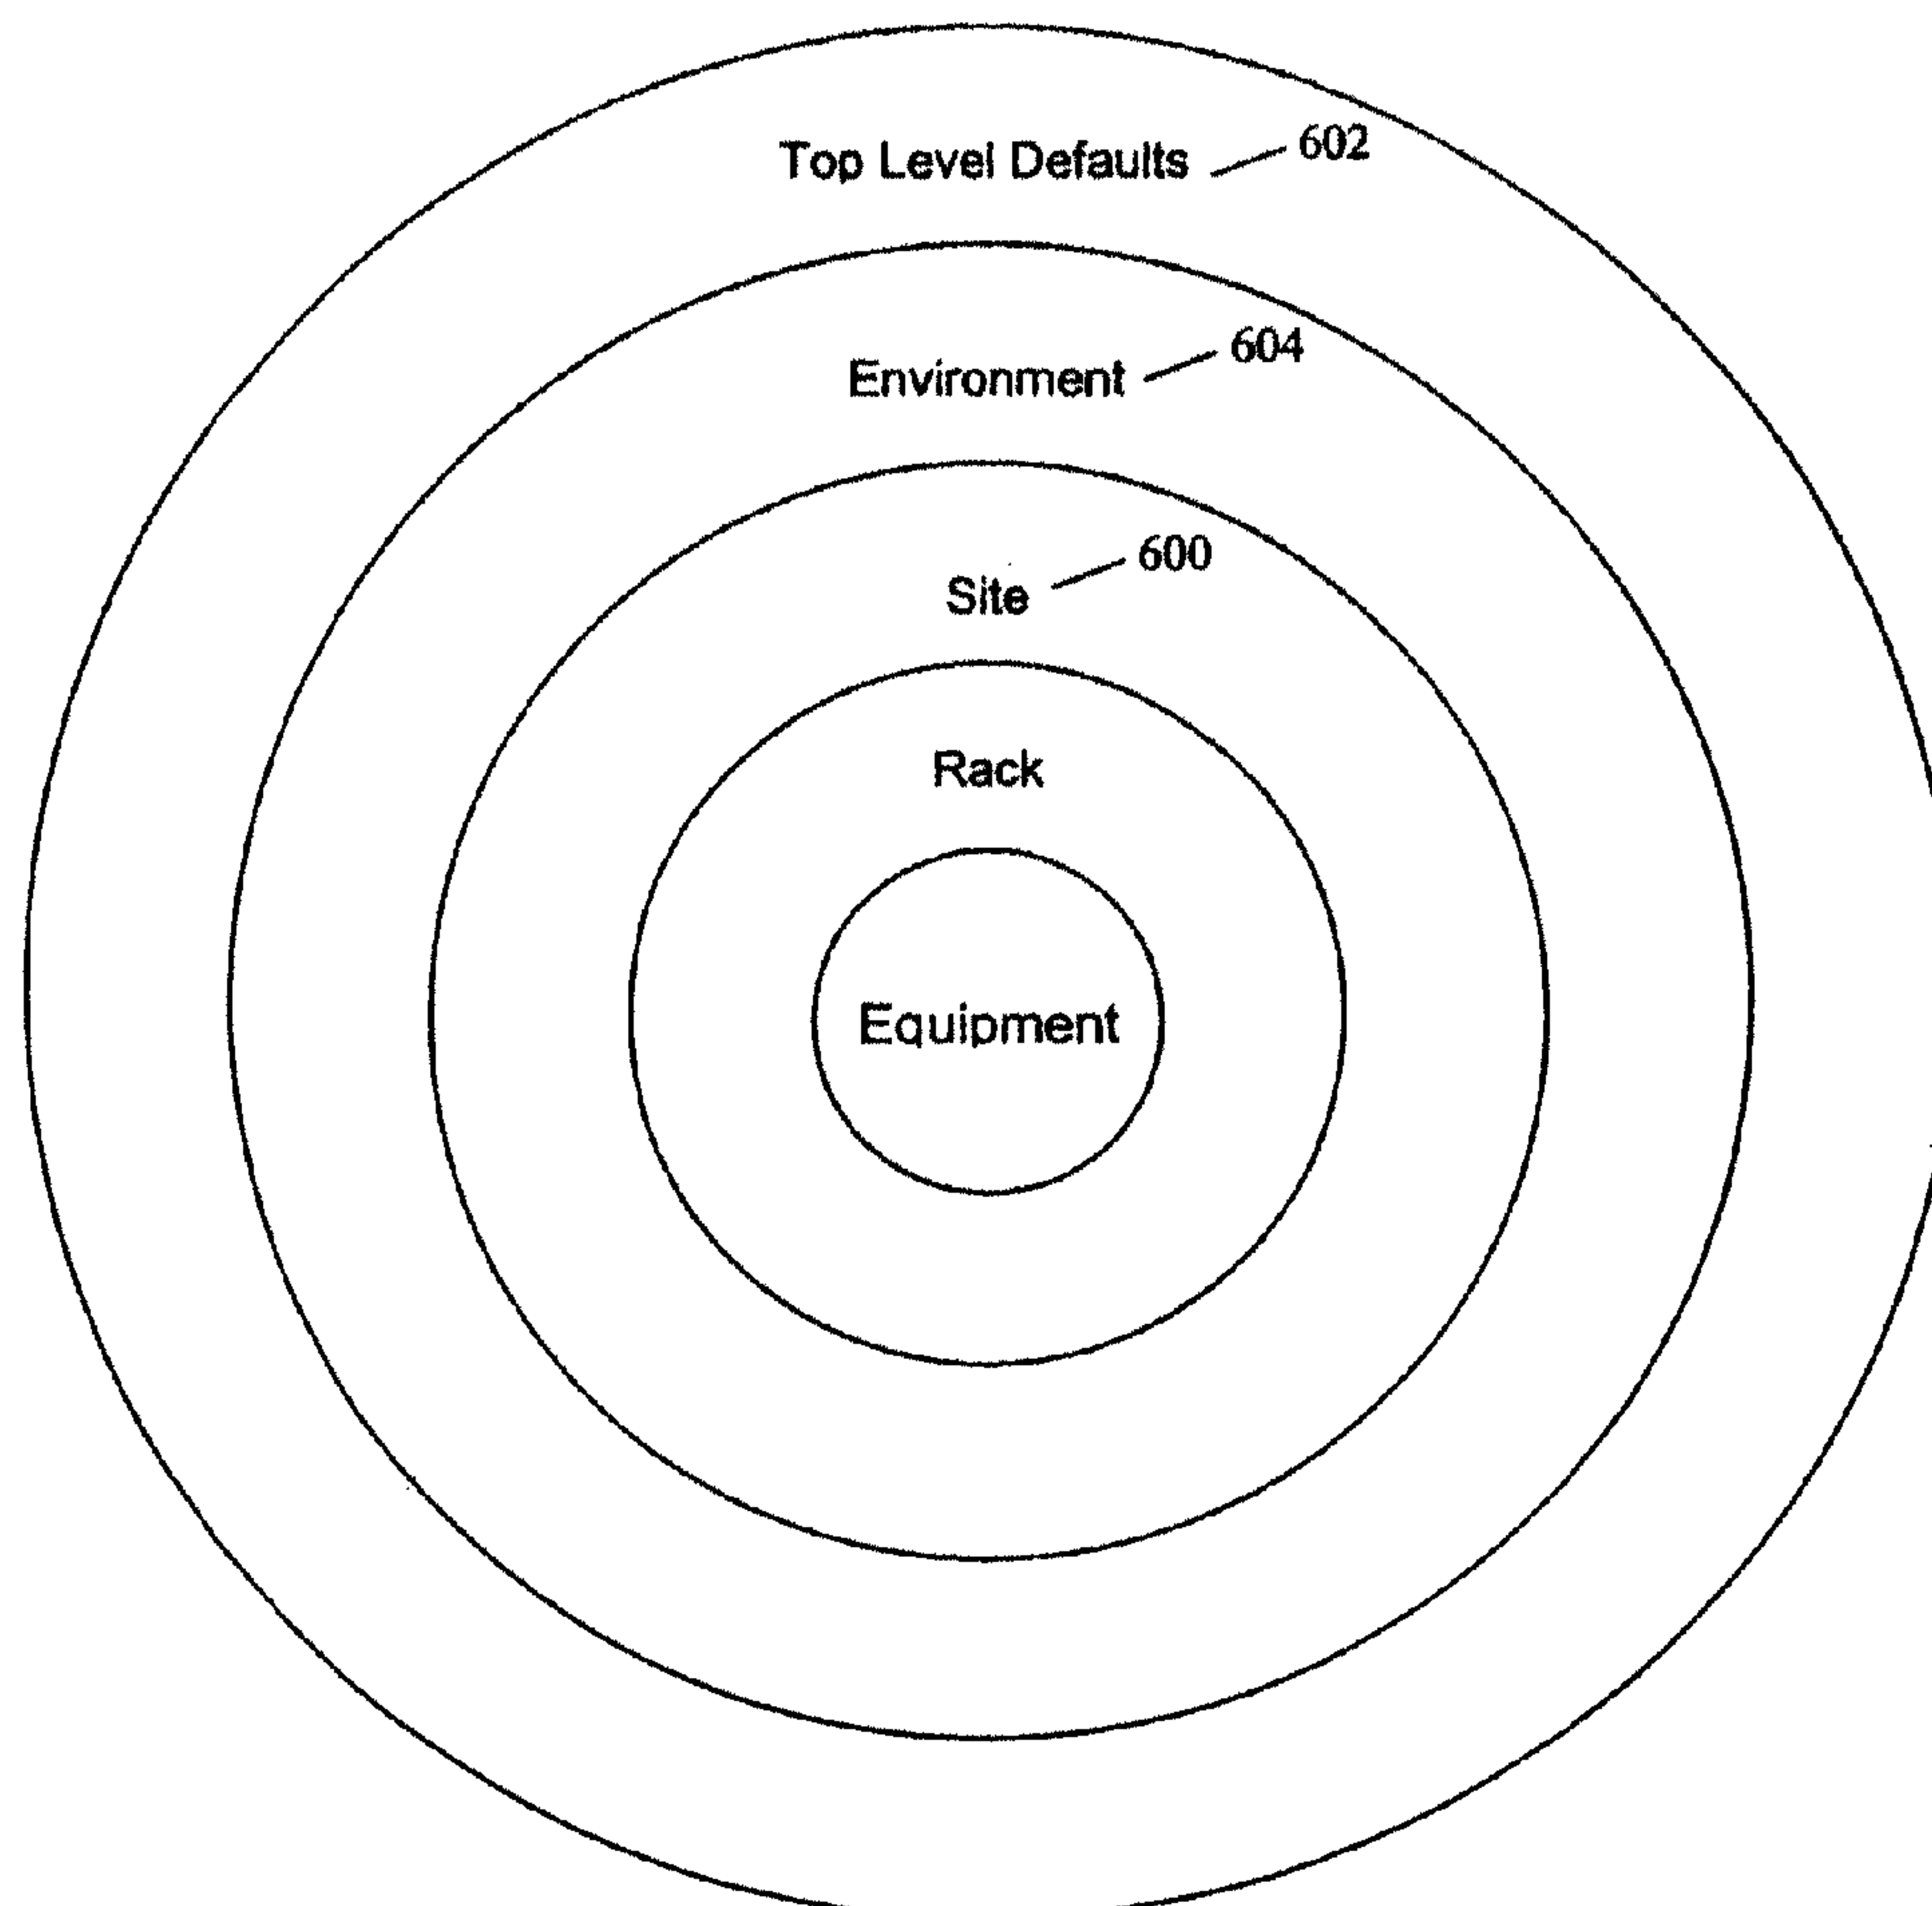 Top Level Defaults 602
Environment 604
Site 600
Rack
Equipment